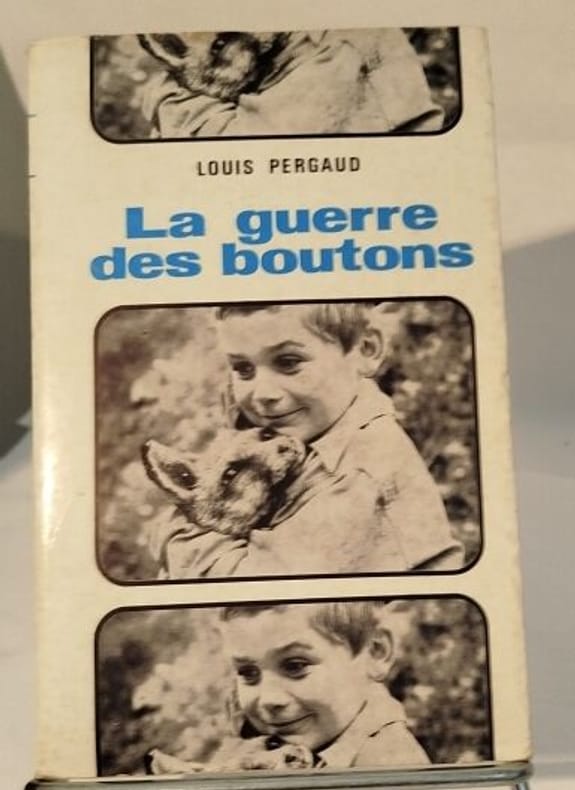 LOUIS PERGAUD
La guerre
des boutons